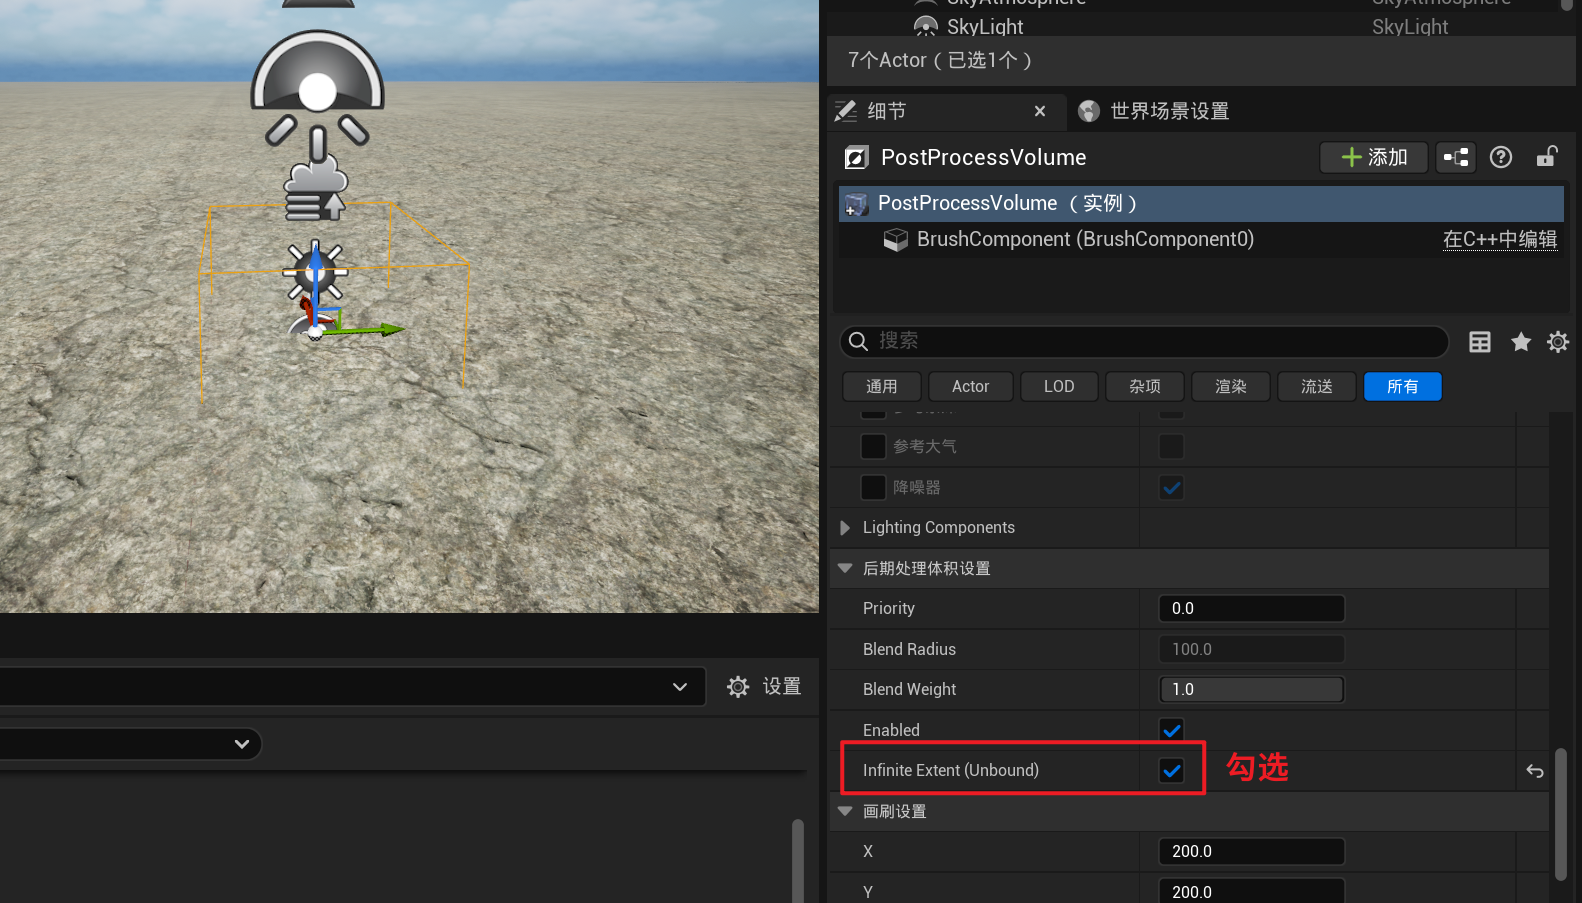 SkyAtmosphere SkyAtmosphere
SkyLight SkyLight
7个Actor（已选1个）
细节 世界场景设置
PostProcessVolume 添加
PostProcessVolume （实例）
BrushComponent (BrushComponent0) 在C++中编辑
搜索
通用 Actor LOD 杂项 渲染 流送 所有
参考大气
降噪器
Lighting Components
后期处理体积设置
Priority 0.0
Blend Radius 100.0
Blend Weight 1.0
设置
Enabled
Infinite Extent (Unbound) 勾选
画刷设置
X 200.0
Y 200.0